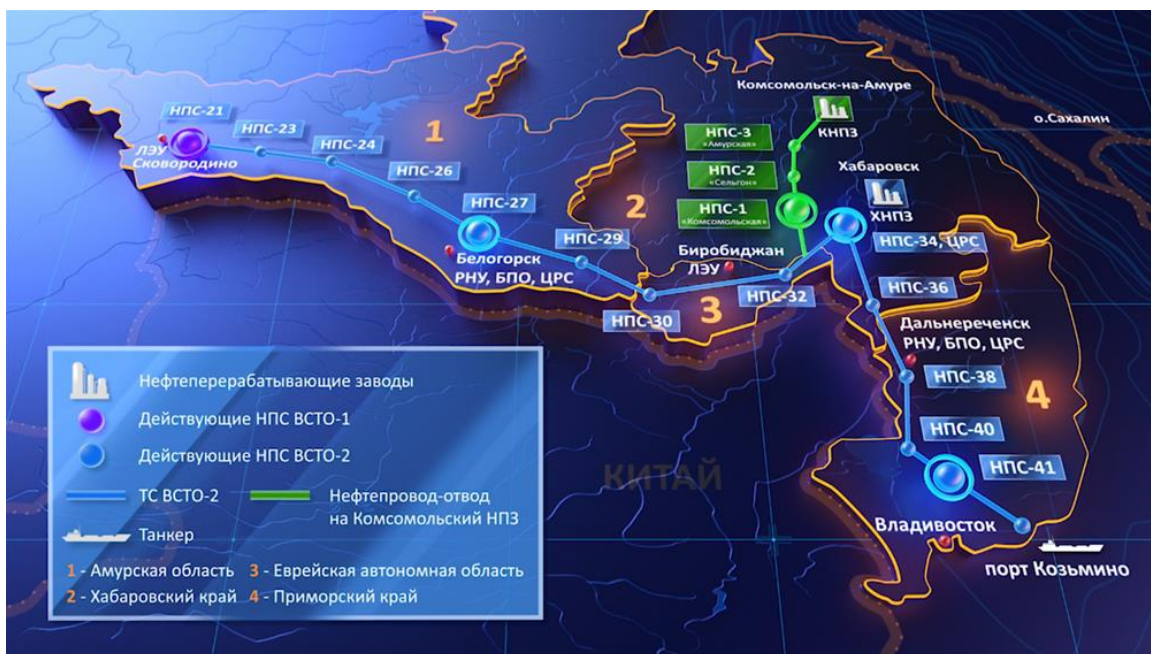 НПС-21
ЛЭУ
Сковородино
НПС-23
НПС-24
1
НПС-26
НПС-27
Белогорск
РНУ, БПО, ЦРС
НПС-29
НПС-30
2
3
Биробиджан
ЛЭУ
НПС-32
Комсомольск-на-Амуре
КНПЗ
НПС-3
«Амурская»
НПС-2
«Сельгон»
НПС-1
«Комсомольская»
о.Сахалин
Хабаровск
ХНПЗ
НПС-34, ЦРС
НПС-36
Дальнереченск
РНУ, БПО, ЦРС
НПС-38
4
НПС-40
НПС-41
КИТАЙ
Владивосток
порт Козьмино
Нефтеперерабатывающие заводы
Действующие НПС ВСТО-1
Действующие НПС ВСТО-2
ТС ВСТО-2
Нефтепровод-отвод
на Комсомольский НПЗ
Танкер
1 - Амурская область
3 - Еврейская автономная область
2 - Хабаровский край
4 - Приморский край